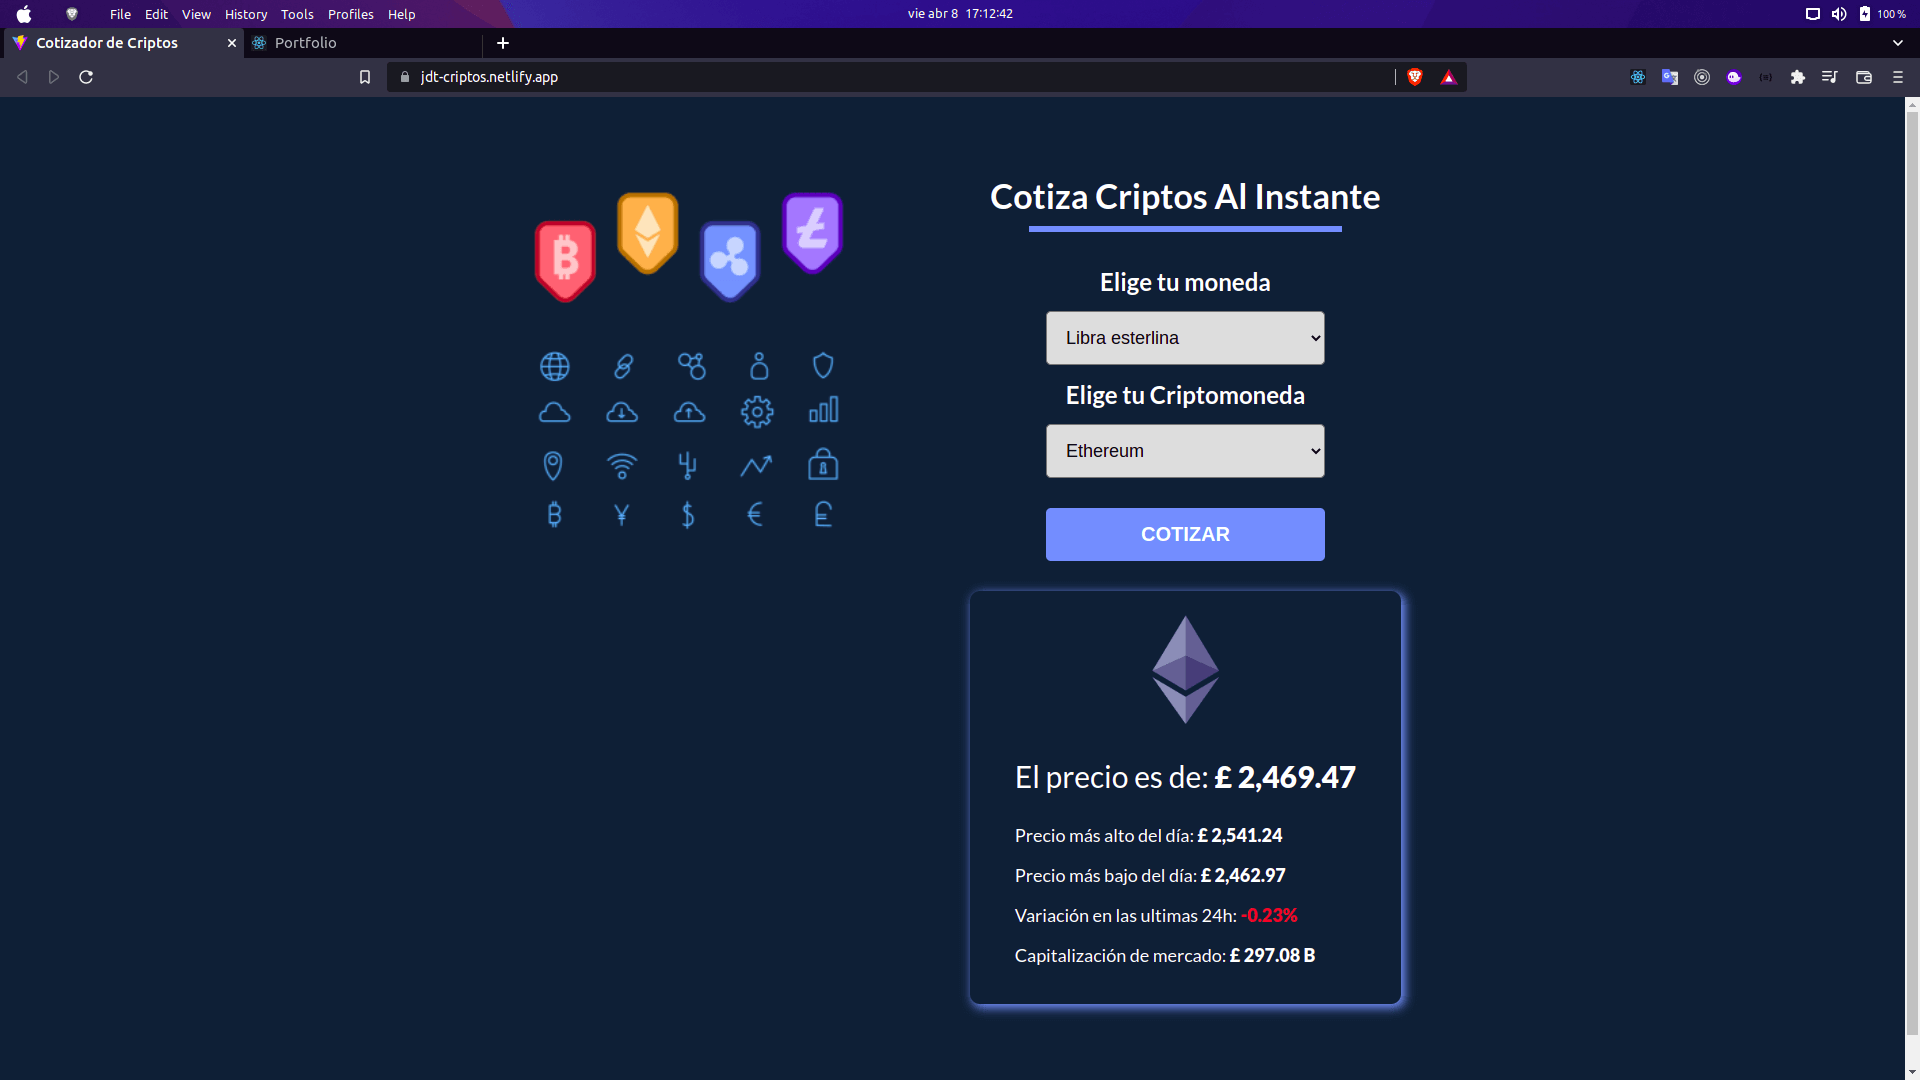 File Edit View History Tools Profiles Help
vie abr 8 17:12:42
100 %
Cotizador de Criptos
Portfolio
jdt-criptos.netlify.app
Cotiza Criptos Al Instante
Elige tu moneda
Libra esterlina
Elige tu Criptomoneda
Ethereum
COTIZAR
El precio es de: £ 2,469.47
Precio más alto del día: £ 2,541.24
Precio más bajo del día: £ 2,462.97
Variación en las ultimas 24h: -0.23%
Capitalización de mercado: £ 297.08 B